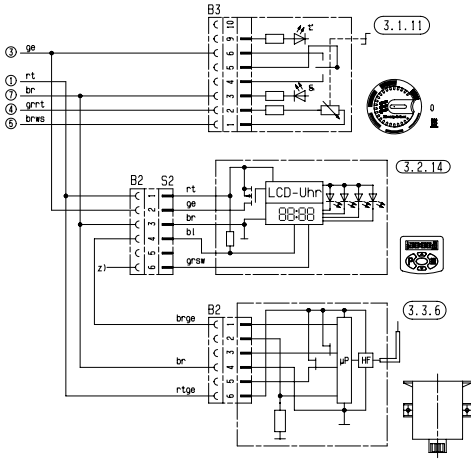 B3
10
9
6
5
4
3
2
1
3.1.11
③ ge
① rt
⑦ br
④ grrt
⑤ brws
0
B2 S2
1
2
3
4
5
6
rt
ge
br
bl
grsw
z)
LCD-Uhr
88:88
3.2.14
P
B2
1
2
3
4
5
6
brge
br
rtge
µP
HF
3.3.6